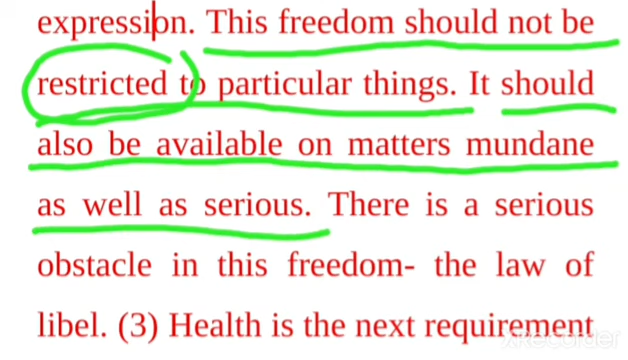 expression. This freedom should not be
restricted to particular things. It should
also be available on matters mundane
as well as serious. There is a serious
obstacle in this freedom- the law of
libel. (3) Health is the next requirement
XRecorder